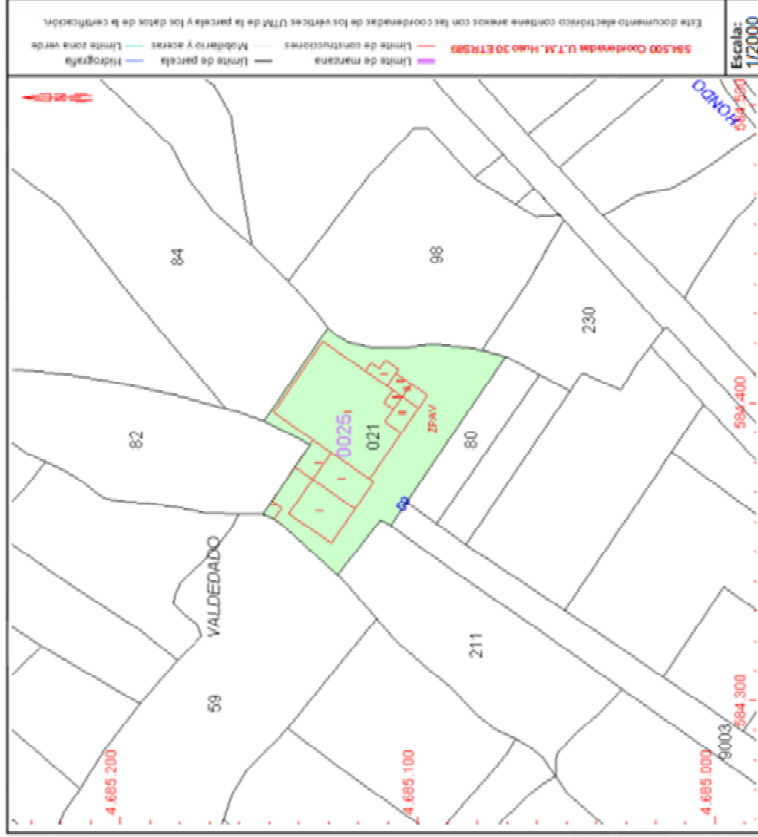 Este documento electrónico contiene anexos con las coordenadas de los vértices UTM de la parcela y los datos de la certificación.
584.500 Coordenadas U.T.M. Huso 30 ETRS89
Límite de construcciones
Mobiliario y aceras
Límite zona verde
Límite de manzana
Límite de parcela
Hidrografía
Escala:
1/2000
HONDO
584.500
84
98
230
82
0025
021
ZPAV
I
I
I
80
584.400
VALDEDADO
59
211
4.685.200
4.685.100
4.685.000
584.300
9003